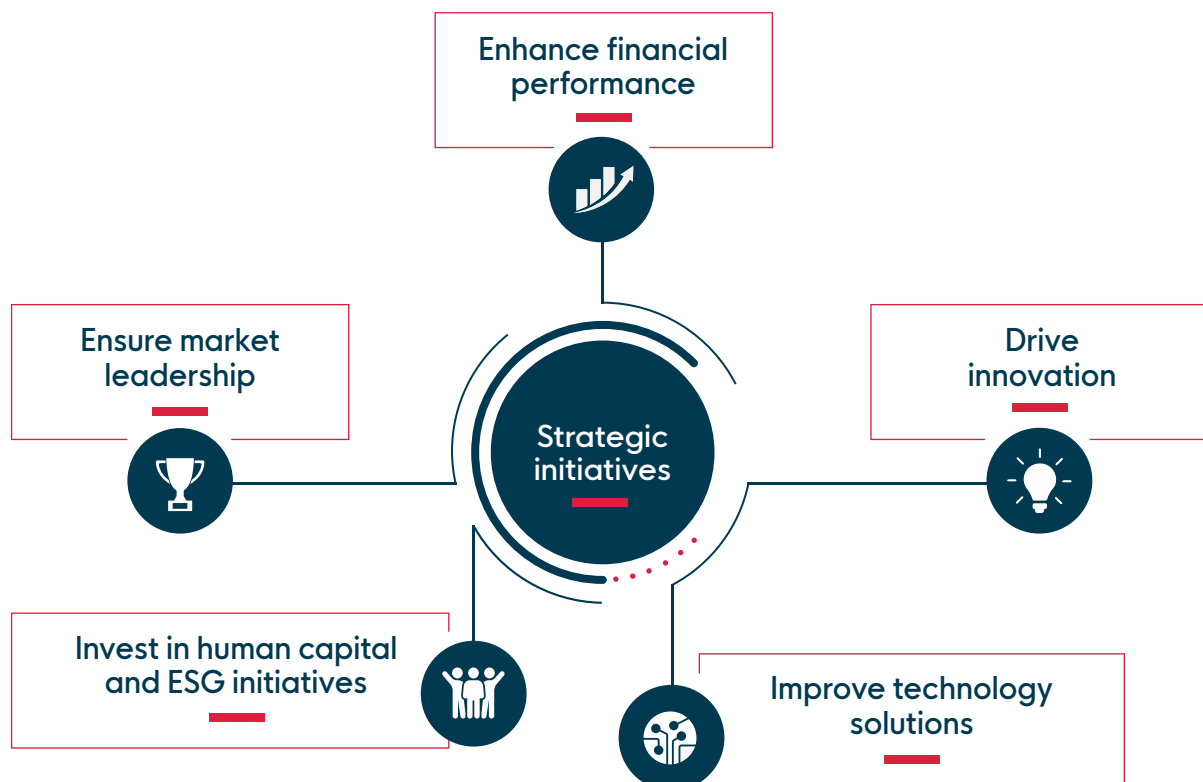 Enhance financial
performance
Ensure market
leadership
Drive
innovation
Strategic
initiatives
Invest in human capital
and ESG initiatives
Improve technology
solutions